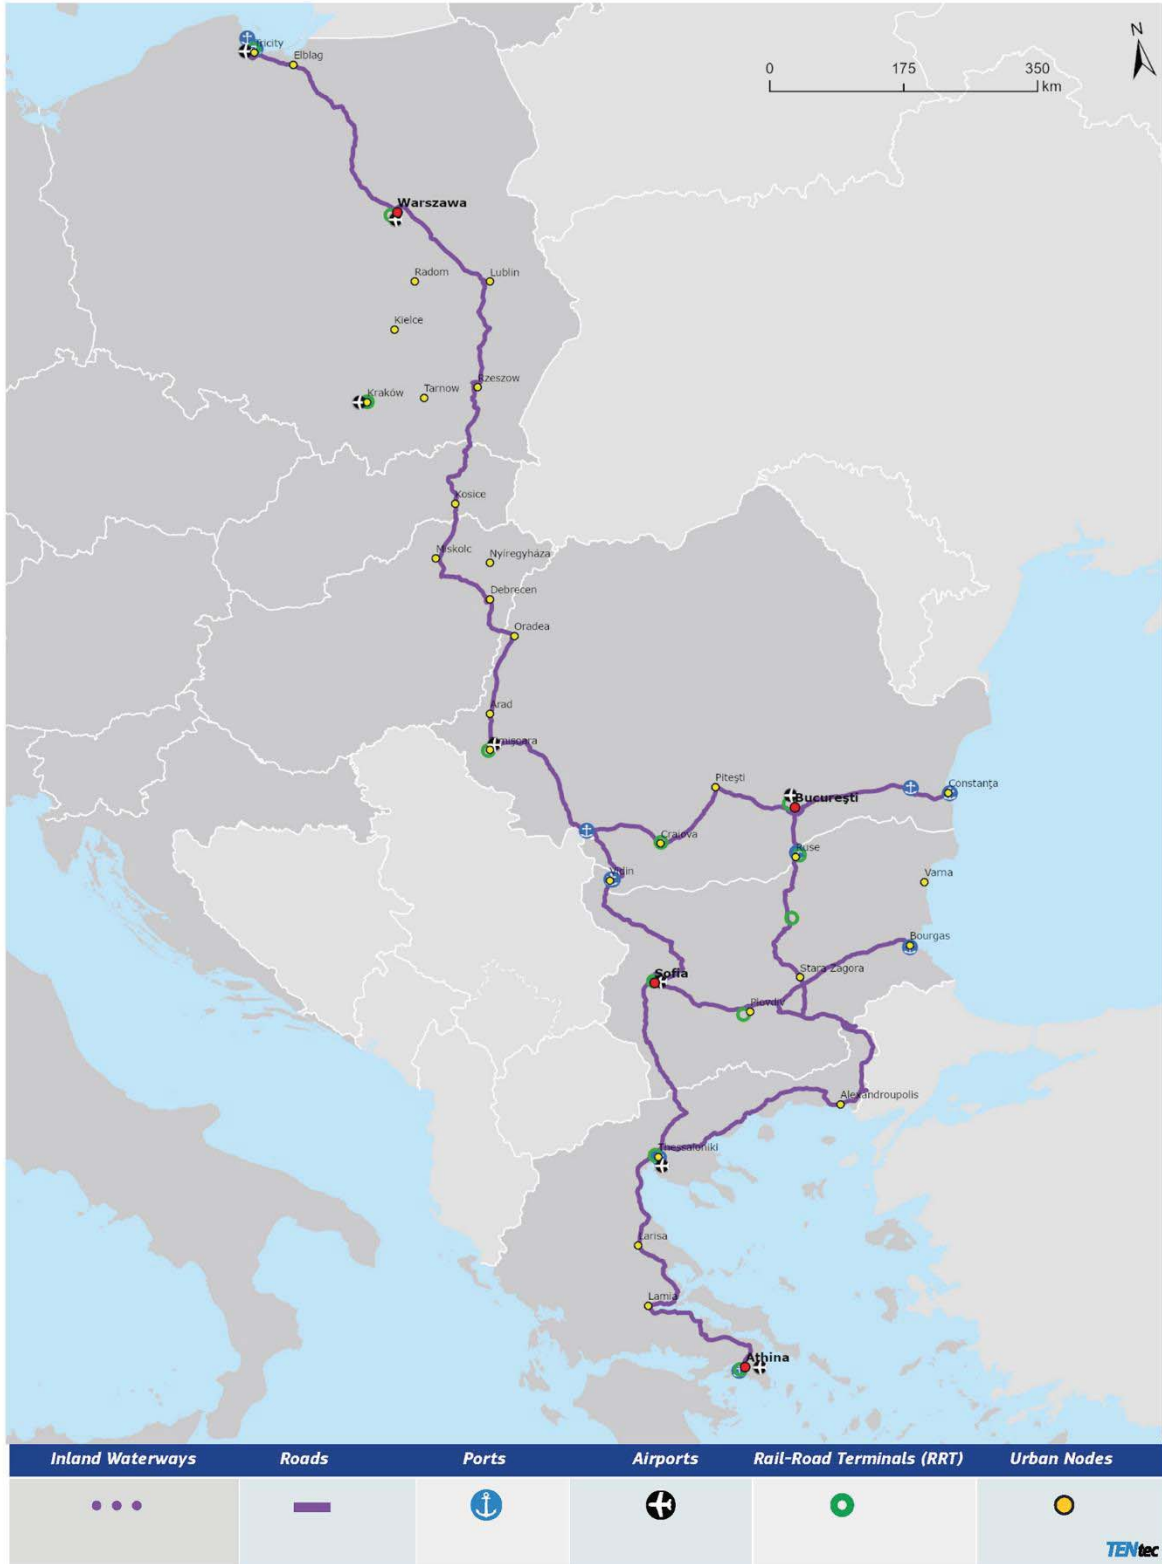 N
0 175 350
km
Tricity
Elblag
Warszawa
Radom
Lublin
Kielce
Rzeszow
Kraków
Tarnow
Kosice
Miskolc
Nyíregyháza
Debrecen
Oradea
Arad
Timișoara
Pitești
Constanța
București
Craiova
Ruse
Vidin
Varna
Bourgas
Sofia
Stara Zagora
Plovdiv
Alexandroupolis
Thessaloniki
Larisa
Lamia
Athina
Inland Waterways Roads Ports Airports Rail-Road Terminals (RRT) Urban Nodes
TENtec